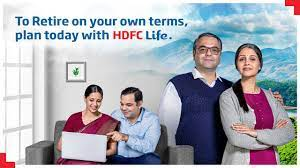 To Retire on your own terms,
plan today with HDFC Life.